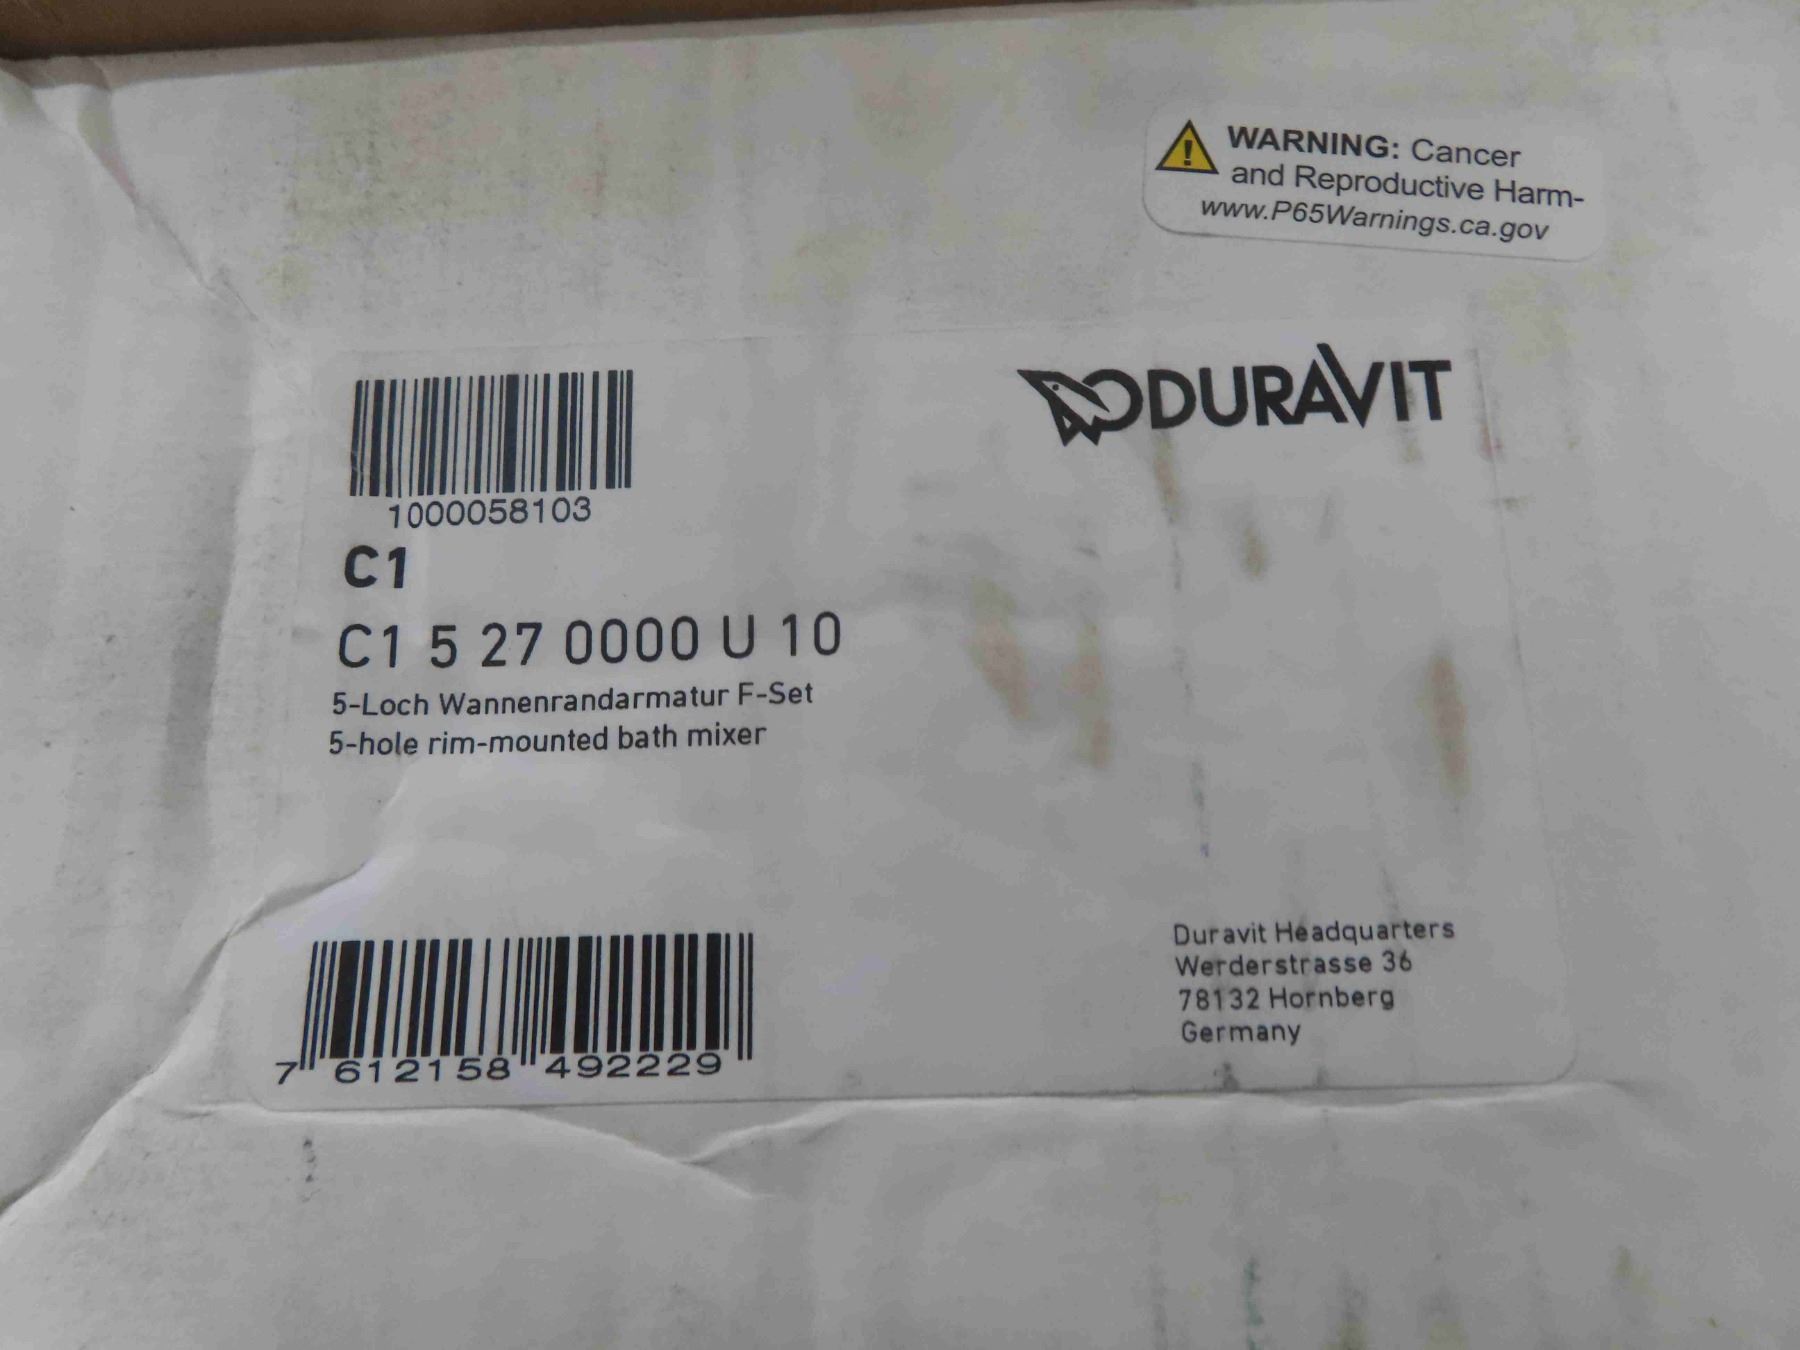 WARNING: Cancer
and Reproductive Harm-
www.P65Warnings.ca.gov
DURAVIT
1000058103
C1
C1 5 27 0000 U 10
5-Loch Wannenrandarmatur F-Set
5-hole rim-mounted bath mixer
7 612158 492229
Duravit Headquarters
Werderstrasse 36
78132 Hornberg
Germany